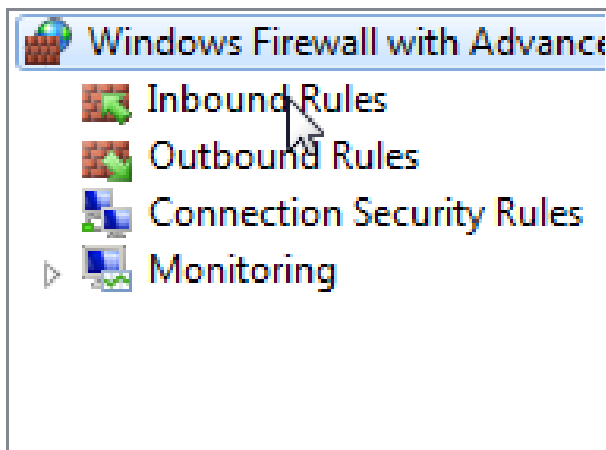 Windows Firewall with Advance
Inbound Rules
Outbound Rules
Connection Security Rules
Monitoring